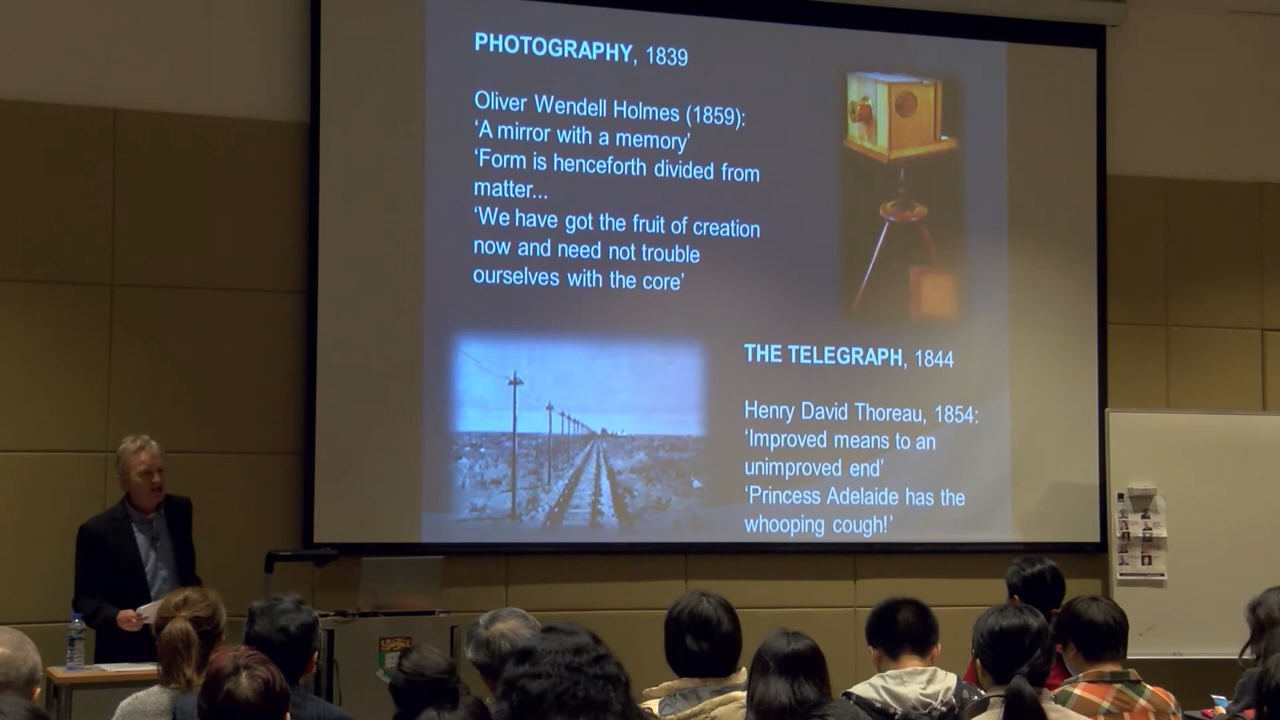 PHOTOGRAPHY, 1839
Oliver Wendell Holmes (1859):
‘A mirror with a memory’
‘Form is henceforth divided from
matter...
‘We have got the fruit of creation
now and need not trouble
ourselves with the core’
THE TELEGRAPH, 1844
Henry David Thoreau, 1854:
‘Improved means to an
unimproved end’
‘Princess Adelaide has the
whooping cough!’